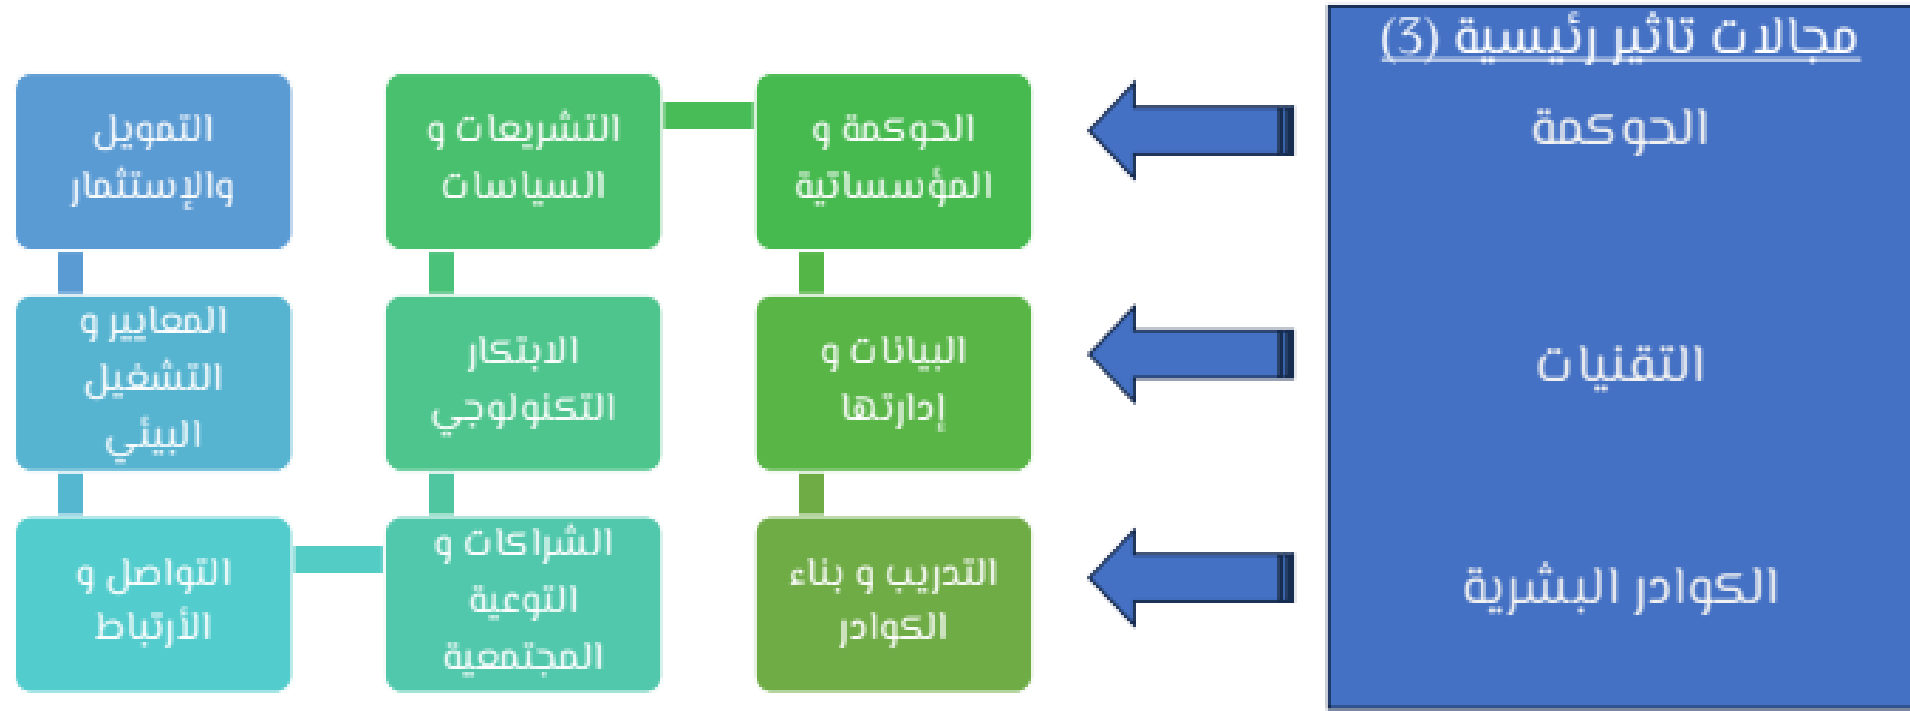 مجالات تاثير رئيسية (3)
الحوكمة
التقنيات
الكوادر البشرية
الحوكمة و
المؤسساتية
التشريعات و
السياسات
التمويل
والإستثمار
البيانات و
إدارتها
الابتكار
التكنولوجي
المعايير و
التشغيل
البيئي
التدريب و بناء
الكوادر
الشراكات و
التوعية
المجتمعية
التواصل و
الأرتباط